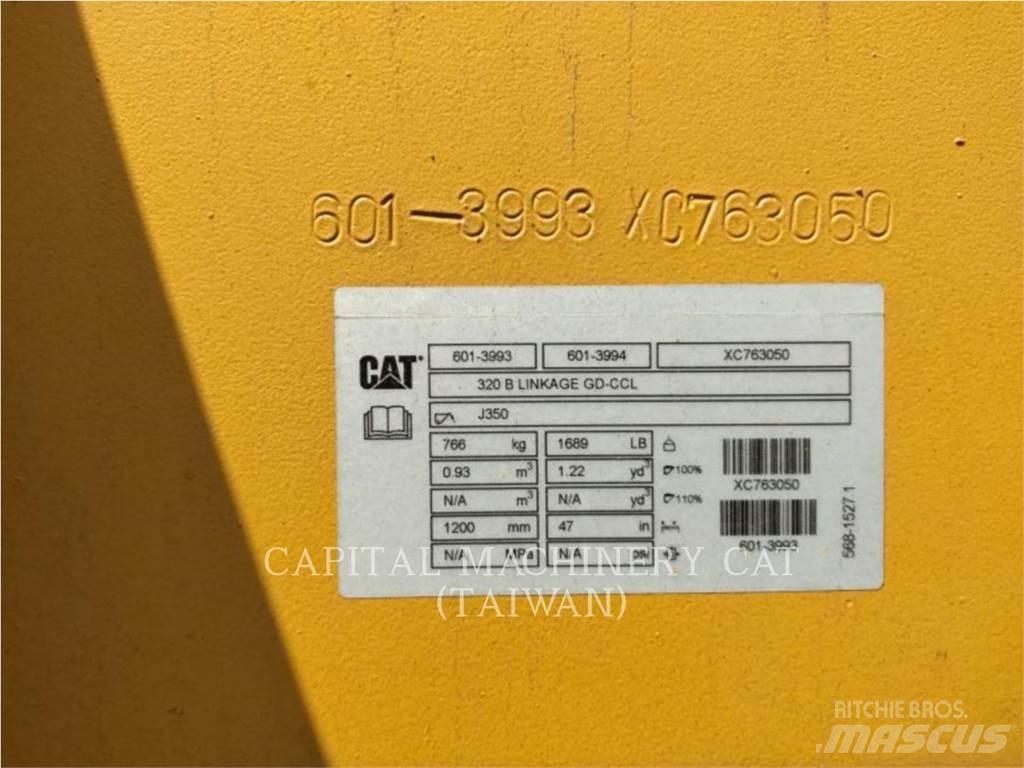 601-3993 XC763050
CAT 601-3993 601-3994 XC763050
320 B LINKAGE GD-CCL
J350
766 kg 1689 LB
0.93 m³ 1.22 yd³ 100%
N/A m³ N/A yd³ 110%
1200 mm 47 in
N/A MPa N/A psi
XC763050
601-3993
568-1527 1
CAPITAL MACHINERY CAT
(TAIWAN)
RITCHIE BROS.
MASCUS